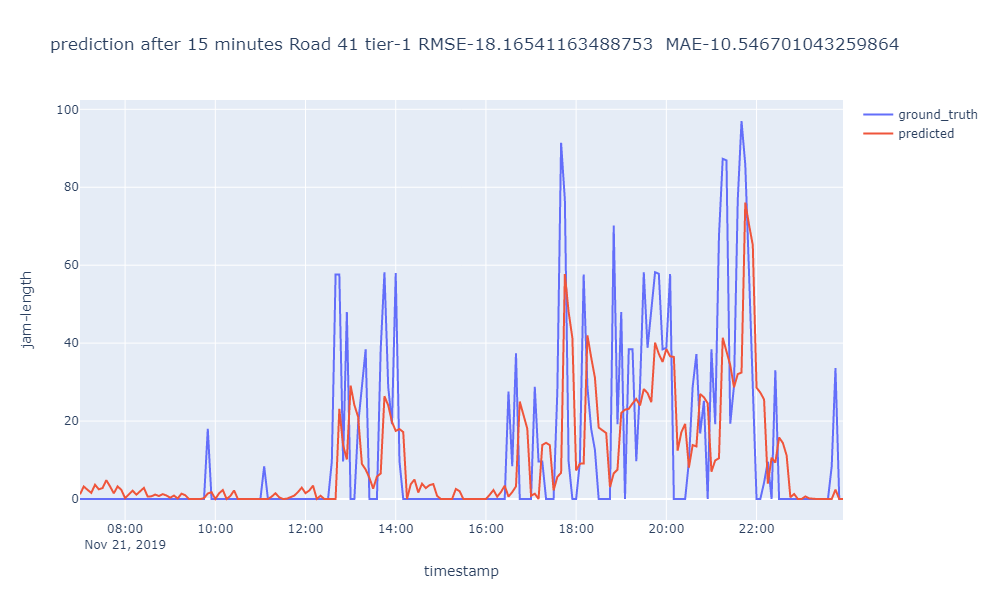 prediction after 15 minutes Road 41 tier-1 RMSE-18.16541163488753  MAE-10.546701043259864
ground_truth
predicted
jam-length
100
80
60
40
20
0
08:00 10:00 12:00 14:00 16:00 18:00 20:00 22:00
Nov 21, 2019
timestamp